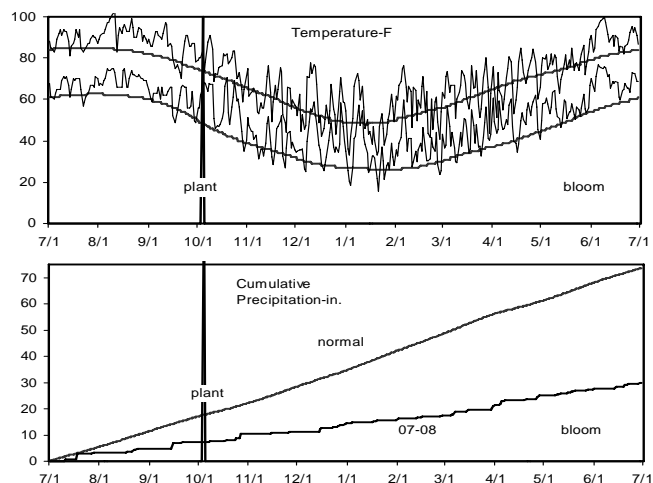 100
Temperature-F
80
60
40
20
plant
bloom
0
7/1 8/1 9/1 10/1 11/1 12/1 1/1 2/1 3/1 4/1 5/1 6/1 7/1
70
Cumulative
Precipitation-in.
60
50
normal
40
30
plant
20
07-08
bloom
10
0
7/1 8/1 9/1 10/1 11/1 12/1 1/1 2/1 3/1 4/1 5/1 6/1 7/1